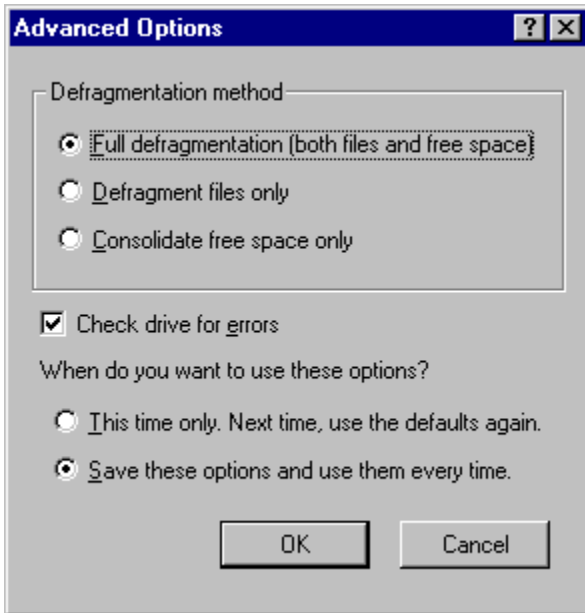 Advanced Options
Defragmentation method
Full defragmentation (both files and free space)
Defragment files only
Consolidate free space only
Check drive for errors
When do you want to use these options?
This time only. Next time, use the defaults again.
Save these options and use them every time.
OK Cancel